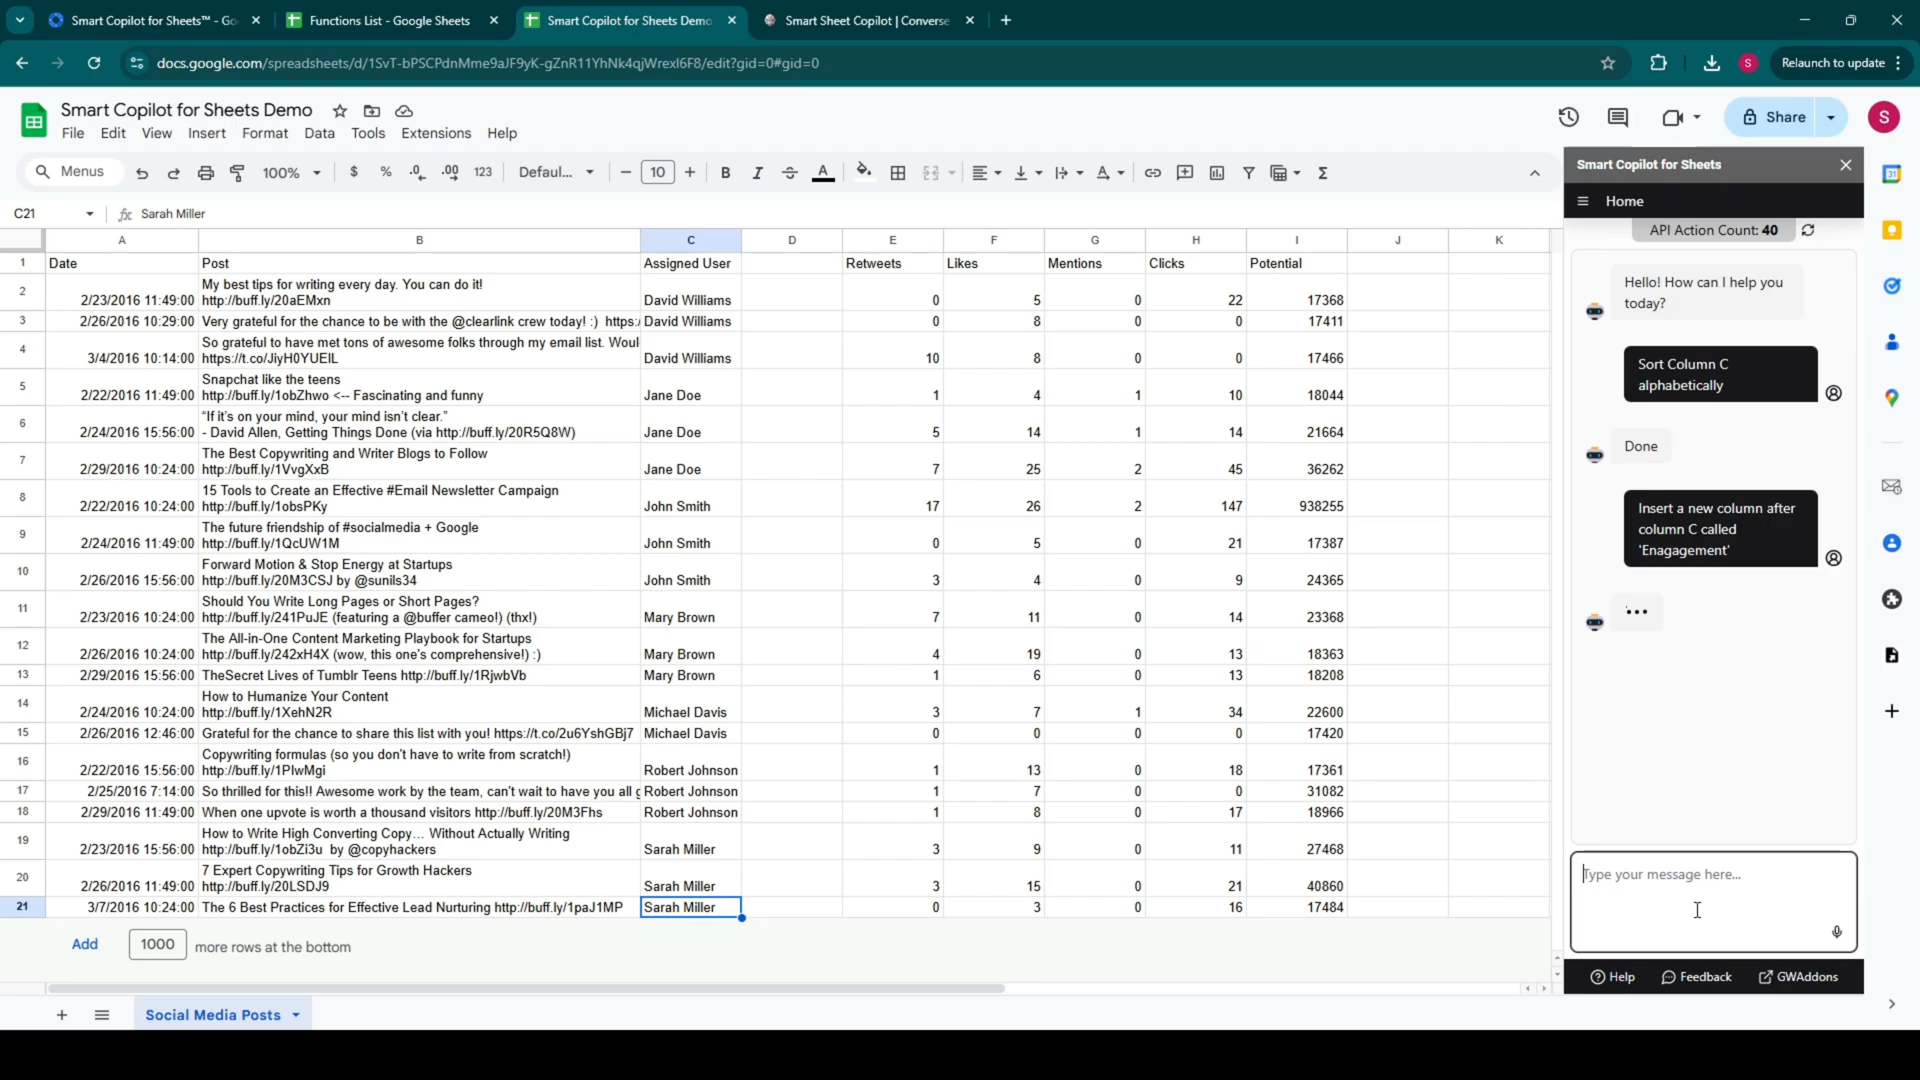 Smart Copilot for Sheets™ - Go
Functions List - Google Sheets
Smart Copilot for Sheets Demo
Smart Sheet Copilot | Converse
docs.google.com/spreadsheets/d/1SvT-bPSCPdnMme9aJF9yK-gZnR11YhNk4qjWrexl6F8/edit?gid=0#gid=0
S
Relaunch to update
Smart Copilot for Sheets Demo
File Edit View Insert Format Data Tools Extensions Help
Share
S
Menus
100%
$ % .0 .00 123
Defaul...
10
B I A
C21
fx Sarah Miller
A B C D E F G H I J K
1 Date Post Assigned User Retweets Likes Mentions Clicks Potential
My best tips for writing every day. You can do it!
2 2/23/2016 11:49:00 http://buff.ly/20aEMxn David Williams 0 5 0 22 17368
3 2/26/2016 10:29:00 Very grateful for the chance to be with the @clearlink crew today! :) https:/ David Williams 0 8 0 0 17411
So grateful to have met tons of awesome folks through my email list. Woul
4 3/4/2016 10:14:00 https://t.co/JiyH0YUElL David Williams 10 8 0 0 17466
Snapchat like the teens
5 2/22/2016 11:49:00 http://buff.ly/1obZhwo <-- Fascinating and funny Jane Doe 1 4 1 10 18044
“If it’s on your mind, your mind isn’t clear.”
6 2/24/2016 15:56:00 - David Allen, Getting Things Done (via http://buff.ly/20R5Q8W) Jane Doe 5 14 1 14 21664
The Best Copywriting and Writer Blogs to Follow
7 2/29/2016 10:24:00 http://buff.ly/1VvgXxB Jane Doe 7 25 2 45 36262
15 Tools to Create an Effective #Email Newsletter Campaign
8 2/22/2016 10:24:00 http://buff.ly/1obsPKy John Smith 17 26 2 147 938255
The future friendship of #socialmedia + Google
9 2/24/2016 11:49:00 http://buff.ly/1QcUW1M John Smith 0 5 0 21 17387
Forward Motion & Stop Energy at Startups
10 2/26/2016 15:56:00 http://buff.ly/20M3CSJ by @sunils34 John Smith 3 4 0 9 24365
Should You Write Long Pages or Short Pages?
11 2/23/2016 10:24:00 http://buff.ly/241PuJE (featuring a @buffer cameo!) (thx!) Mary Brown 7 11 0 14 23368
The All-in-One Content Marketing Playbook for Startups
12 2/26/2016 10:24:00 http://buff.ly/242xH4X (wow, this one's comprehensive!) :) Mary Brown 4 19 0 13 18363
13 2/29/2016 15:56:00 TheSecret Lives of Tumblr Teens http://buff.ly/1RjwbVb Mary Brown 1 6 0 13 18208
How to Humanize Your Content
14 2/24/2016 10:24:00 http://buff.ly/1XehN2R Michael Davis 3 7 1 34 22600
15 2/26/2016 12:46:00 Grateful for the chance to share this list with you! https://t.co/2u6YshGBj7 Michael Davis 0 0 0 0 17420
Copywriting formulas (so you don't have to write from scratch!)
16 2/22/2016 15:56:00 http://buff.ly/1PlwMgi Robert Johnson 1 13 0 18 17361
17 2/25/2016 7:14:00 So thrilled for this!! Awesome work by the team, can't wait to have you all g Robert Johnson 1 7 0 0 31082
18 2/29/2016 11:49:00 When one upvote is worth a thousand visitors http://buff.ly/20M3Fhs Robert Johnson 1 8 0 17 18966
How to Write High Converting Copy… Without Actually Writing
19 2/23/2016 15:56:00 http://buff.ly/1obZi3u by @copyhackers Sarah Miller 3 9 0 11 27468
7 Expert Copywriting Tips for Growth Hackers
20 2/26/2016 11:49:00 http://buff.ly/20LSDJ9 Sarah Miller 3 15 0 21 40860
21 3/7/2016 10:24:00 The 6 Best Practices for Effective Lead Nurturing http://buff.ly/1paJ1MP Sarah Miller 0 3 0 16 17484
Add 1000 more rows at the bottom
Social Media Posts
Smart Copilot for Sheets
Home
API Action Count: 40
Hello! How can I help you
today?
Sort Column C
alphabetically
Done
Insert a new column after
column C called
'Enagagement'
Type your message here...
Help Feedback GWAddons
31